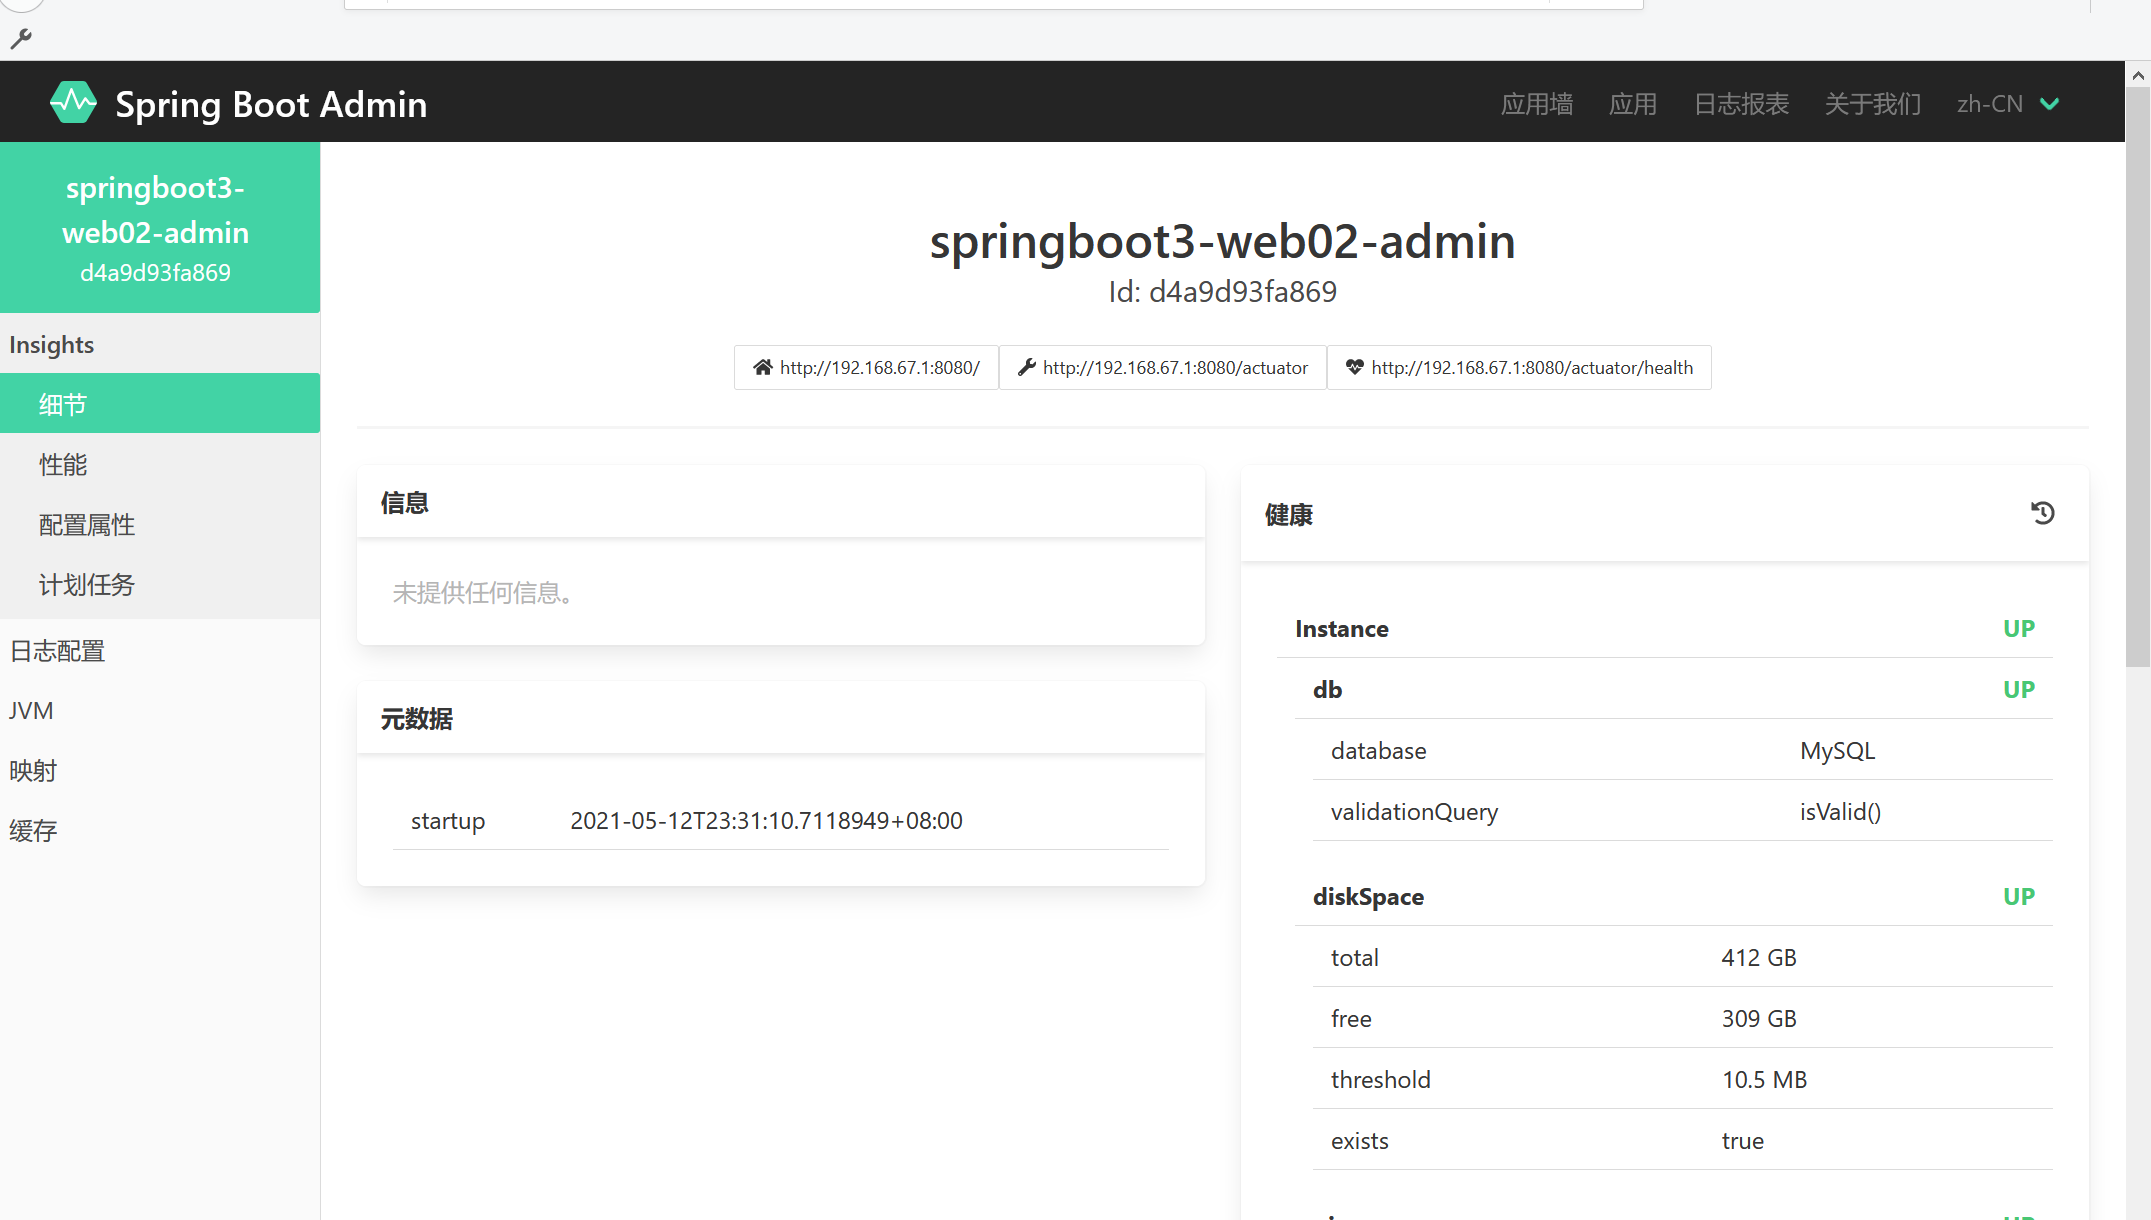 Spring Boot Admin
应用墙 应用 日志报表 关于我们 zh-CN
springboot3-
web02-admin
d4a9d93fa869
Insights
细节
性能
配置属性
计划任务
日志配置
JVM
映射
缓存
springboot3-web02-admin
Id: d4a9d93fa869
http://192.168.67.1:8080/ http://192.168.67.1:8080/actuator http://192.168.67.1:8080/actuator/health
信息
未提供任何信息。
元数据
startup 2021-05-12T23:31:10.7118949+08:00
健康
Instance UP
db UP
database MySQL
validationQuery isValid()
diskSpace UP
total 412 GB
free 309 GB
threshold 10.5 MB
exists true